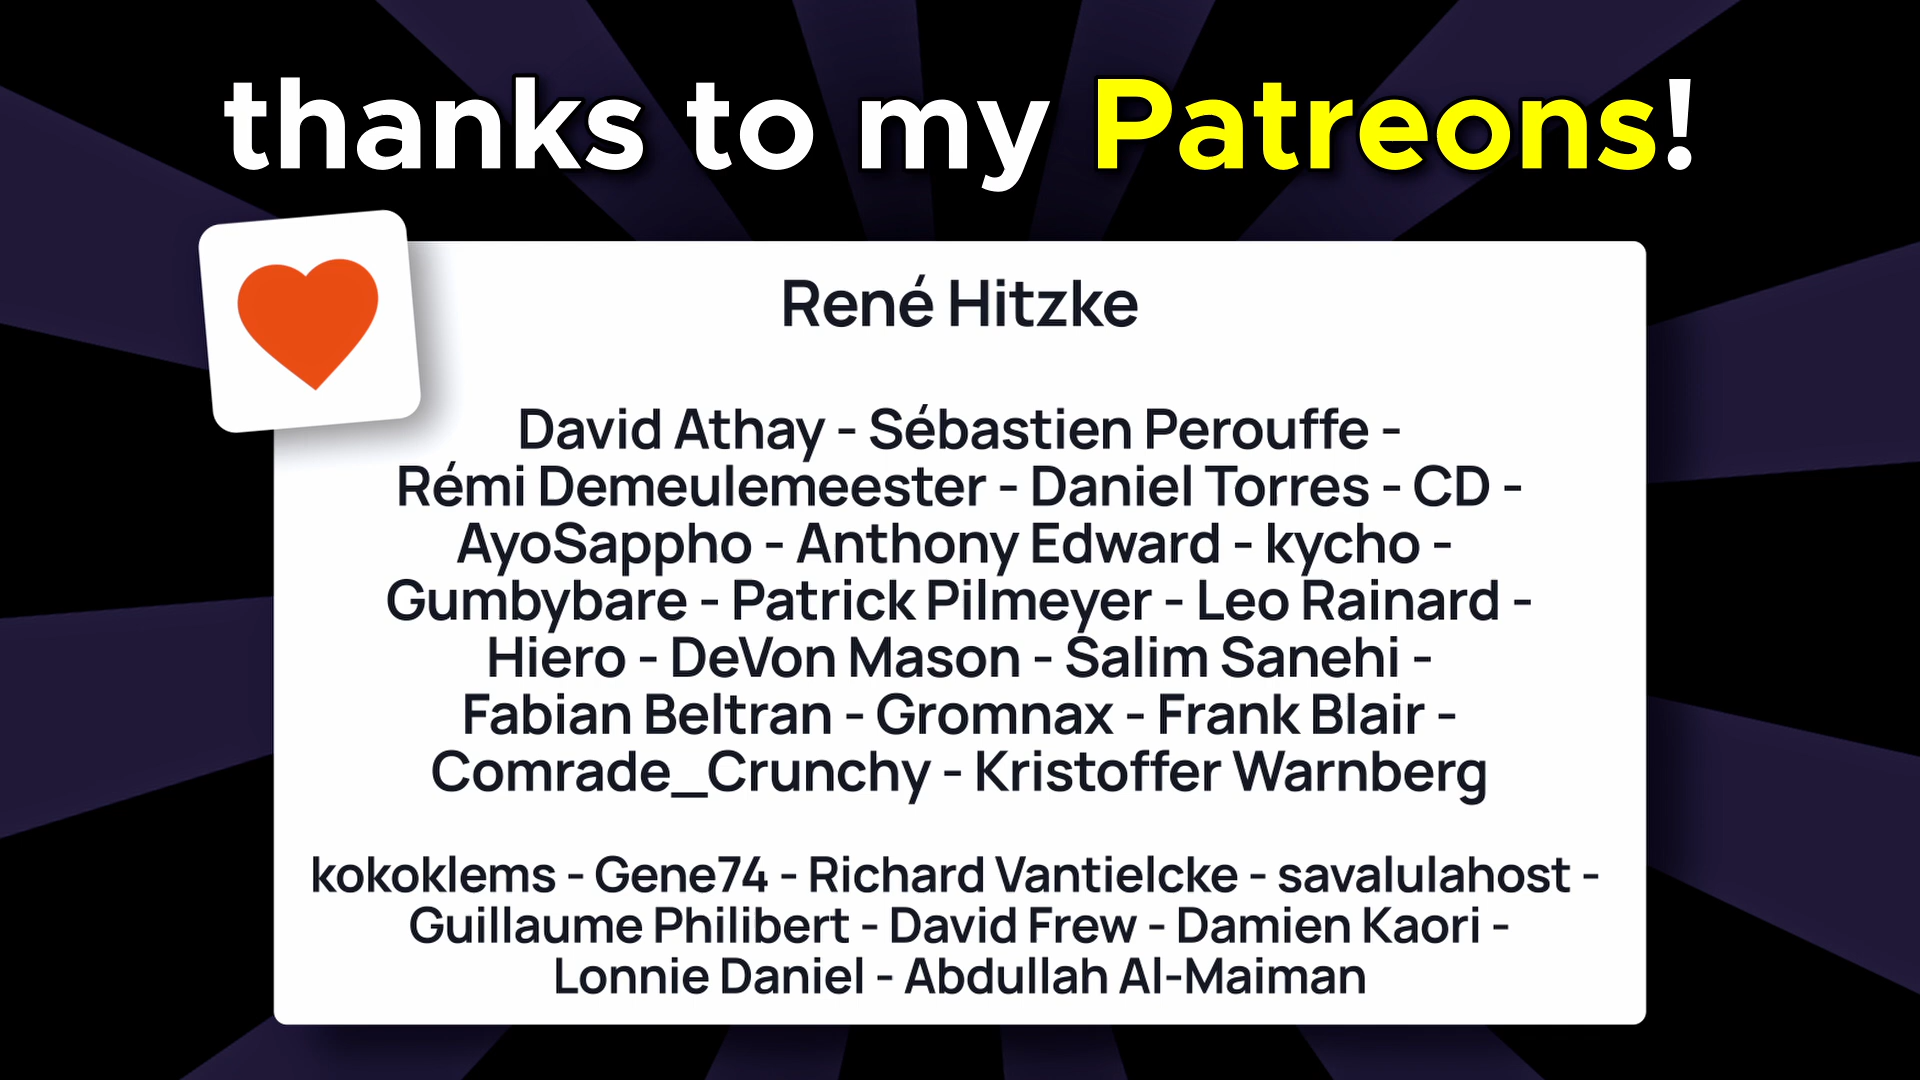 thanks to my Patreons!
René Hitzke
David Athay - Sébastien Perouffe -
Rémi Demeulemeester - Daniel Torres - CD -
AyoSappho - Anthony Edward - kycho -
Gumbybare - Patrick Pilmeyer - Leo Rainard -
Hiero - DeVon Mason - Salim Sanehi -
Fabian Beltran - Gromnax - Frank Blair -
Comrade_Crunchy - Kristoffer Warnberg
kokoklems - Gene74 - Richard Vantielcke - savalulahost -
Guillaume Philibert - David Frew - Damien Kaori -
Lonnie Daniel - Abdullah Al-Maiman